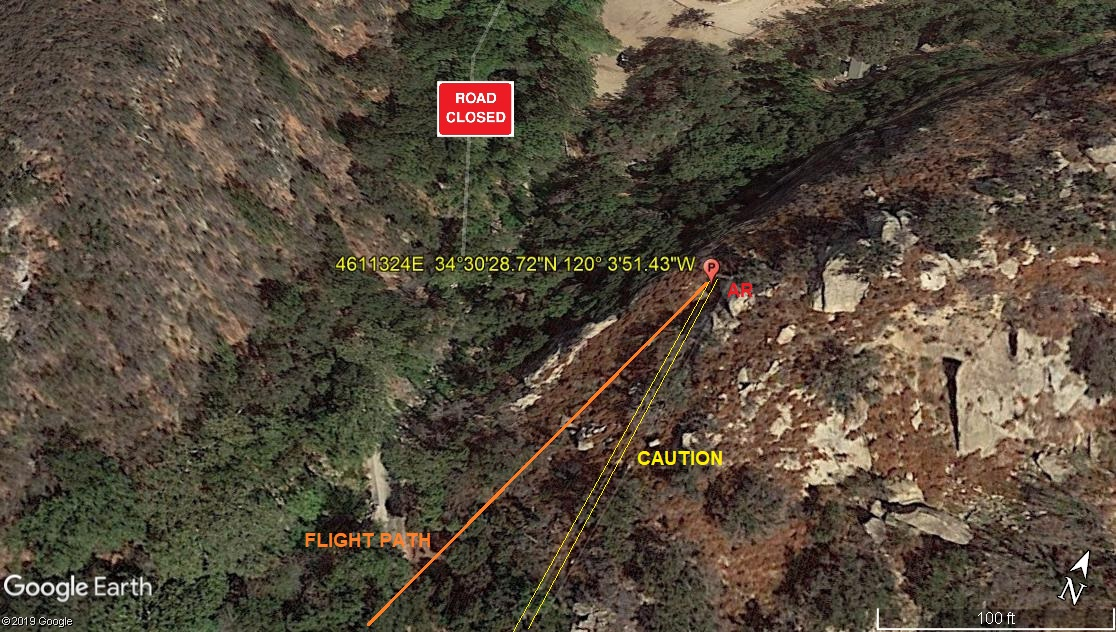 ROAD
CLOSED
4611324E 34°30'28.72"N 120° 3'51.43"W
P
AR
CAUTION
FLIGHT PATH
Google Earth
N
©2019 Google
100 ft